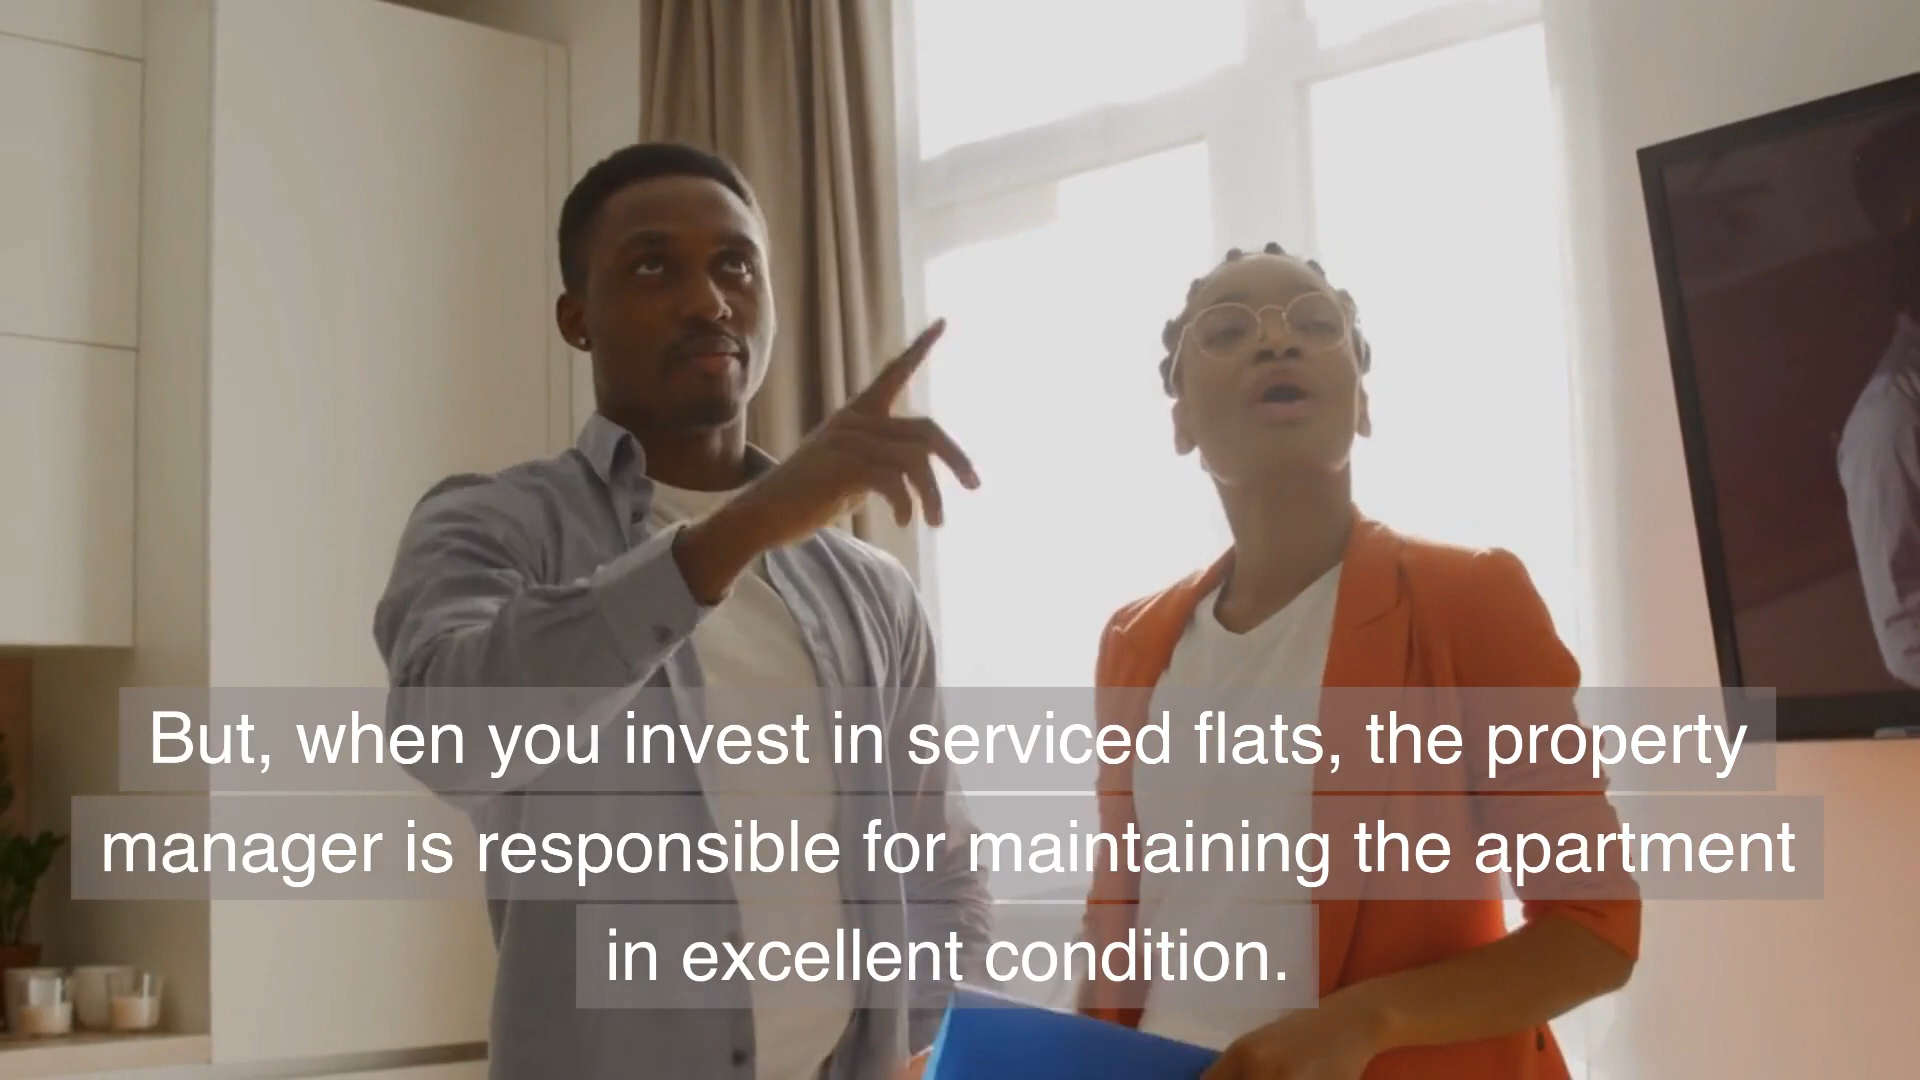 But, when you invest in serviced flats, the property
manager is responsible for maintaining the apartment
in excellent condition.